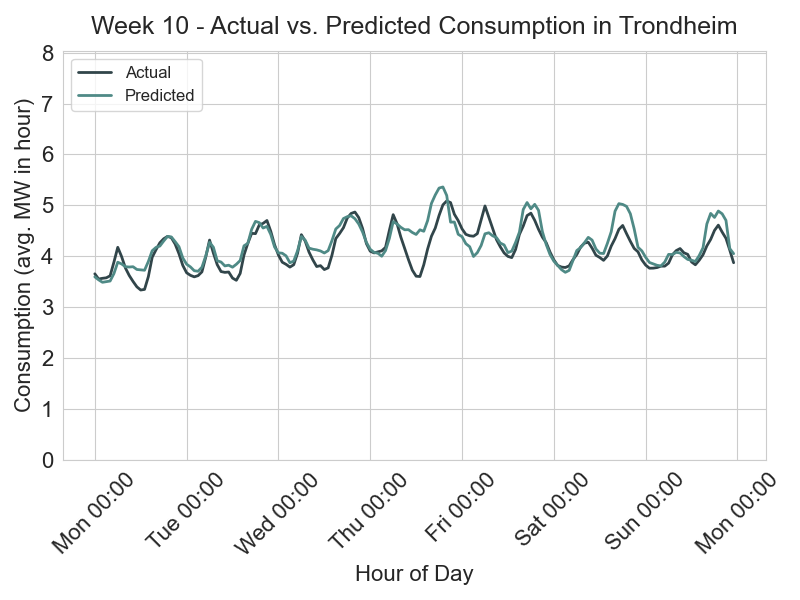 Week 10 - Actual vs. Predicted Consumption in Trondheim
Actual
Predicted
Consumption (avg. MW in hour)
8
7
6
5
4
3
2
1
0
Mon 00:00
Tue 00:00
Wed 00:00
Thu 00:00
Fri 00:00
Sat 00:00
Sun 00:00
Mon 00:00
Hour of Day